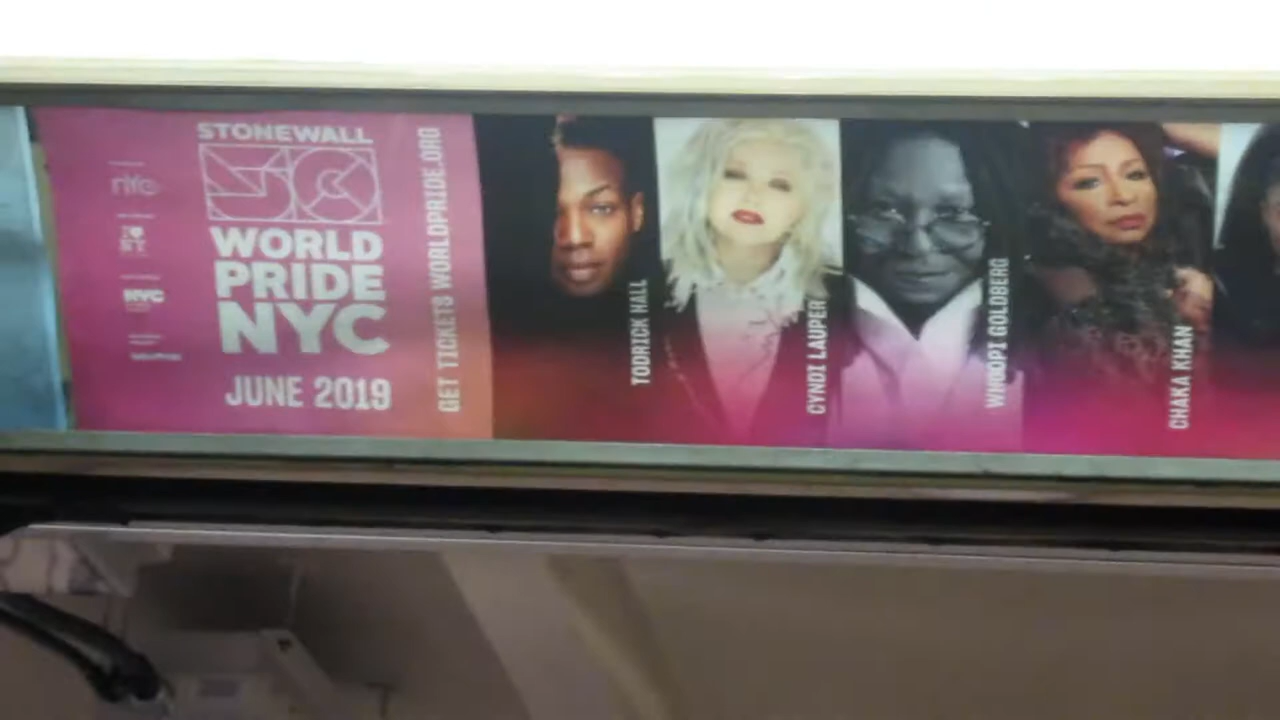 STONEWALL
50
WORLD
PRIDE
NYC
JUNE 2019
NYC
GET TICKETS WORLDPRIDE.ORG
TODRICK HALL
CYNDI LAUPER
WHOOPI GOLDBERG
CHAKA KHAN